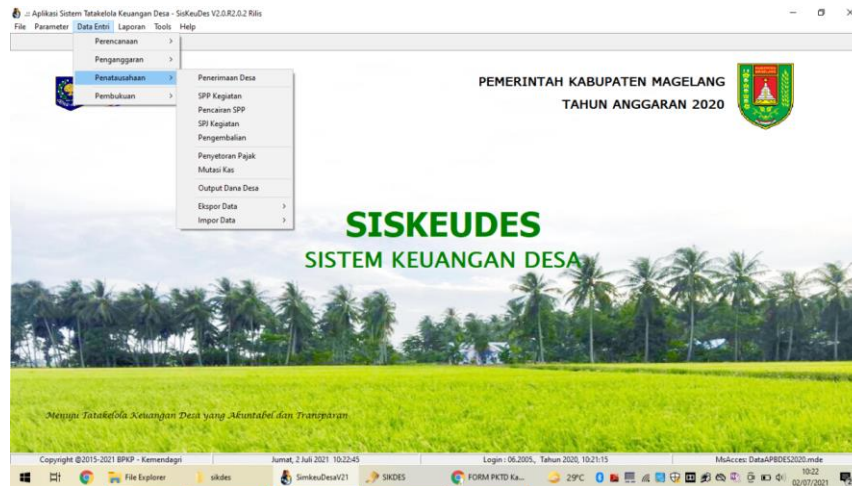 .:: Aplikasi Sistem Tatakelola Keuangan Desa - SisKeuDes V2.0.R2.0.2 Rilis
File Parameter Data Entri Laporan Tools Help
Perencanaan
Penganggaran
Penatausahaan
Pembukuan
Penerimaan Desa
SPP Kegiatan
Pencairan SPP
SPJ Kegiatan
Pengembalian
Penyetoran Pajak
Mutasi Kas
Output Dana Desa
Ekspor Data
Impor Data
PEMERINTAH KABUPATEN MAGELANG
TAHUN ANGGARAN 2020
SISKEUDES
SISTEM KEUANGAN DESA
Menuju Tatakelola Keuangan Desa yang Akuntabel dan Transparan
Copyright @2015-2021 BPKP - Kemendagri Jumat, 2 Juli 2021 10:22:45 Login : 06.2005., Tahun 2020, 10:21:15 MsAcces: DataAPBDES2020.mde
File Explorer sikdes SimkeuDesaV21 SIKDES FORM PKTD Ka... 29°C 10:22
02/07/2021